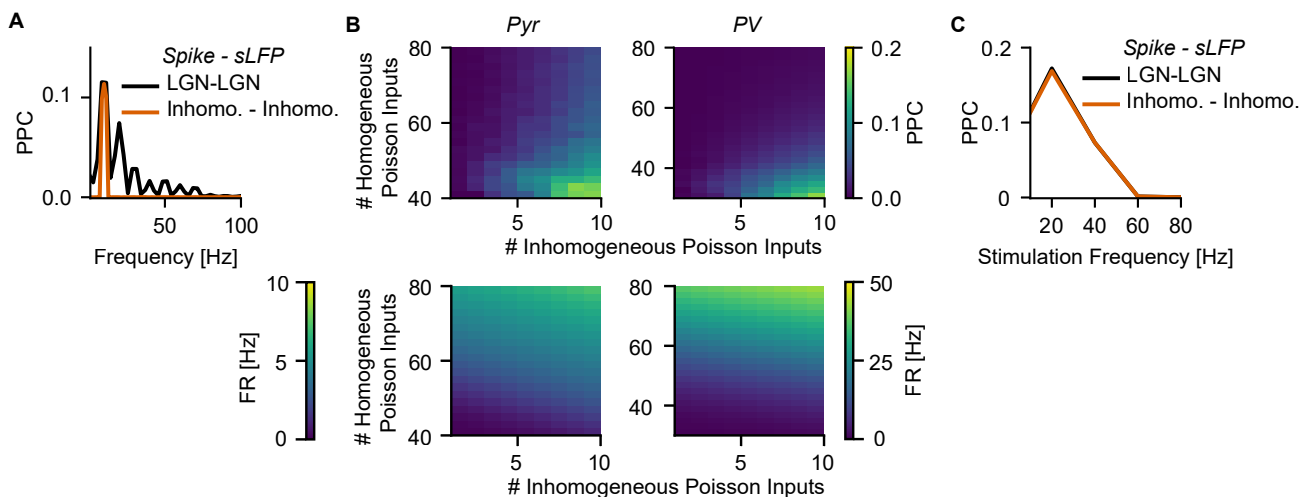 A
Spike - sLFP
LGN-LGN
Inhomo. - Inhomo.
PPC
0.1
0.0
50
100
Frequency [Hz]
B
Pyr
PV
# Homogeneous
Poisson Inputs
80
60
40
5
10
80
60
40
5
10
# Inhomogeneous Poisson Inputs
0.2
0.1
0.0
PPC
C
Spike - sLFP
LGN-LGN
Inhomo. - Inhomo.
PPC
0.2
0.1
0
20
40
60
80
Stimulation Frequency [Hz]
FR [Hz]
10
5
0
# Homogeneous
Poisson Inputs
80
60
40
5
10
80
60
40
5
10
# Inhomogeneous Poisson Inputs
50
25
0
FR [Hz]